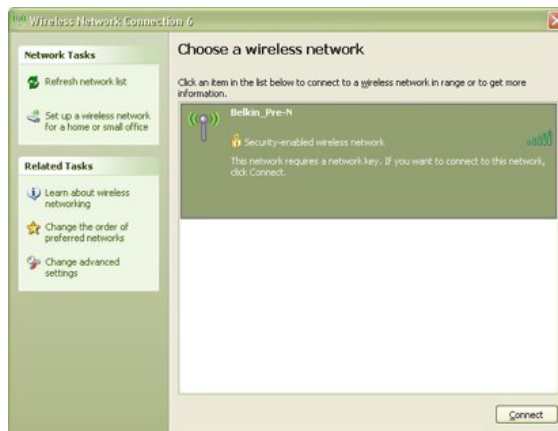 Wireless Network Connection 6
Network Tasks
Refresh network list
Set up a wireless network
for a home or small office
Related Tasks
Learn about wireless
networking
Change the order of
preferred networks
Change advanced
settings
Choose a wireless network
Click an item in the list below to connect to a wireless network in range or to get more
information.
Belkin_Pre-N
Security-enabled wireless network
This network requires a network key. If you want to connect to this network,
click Connect.
Connect